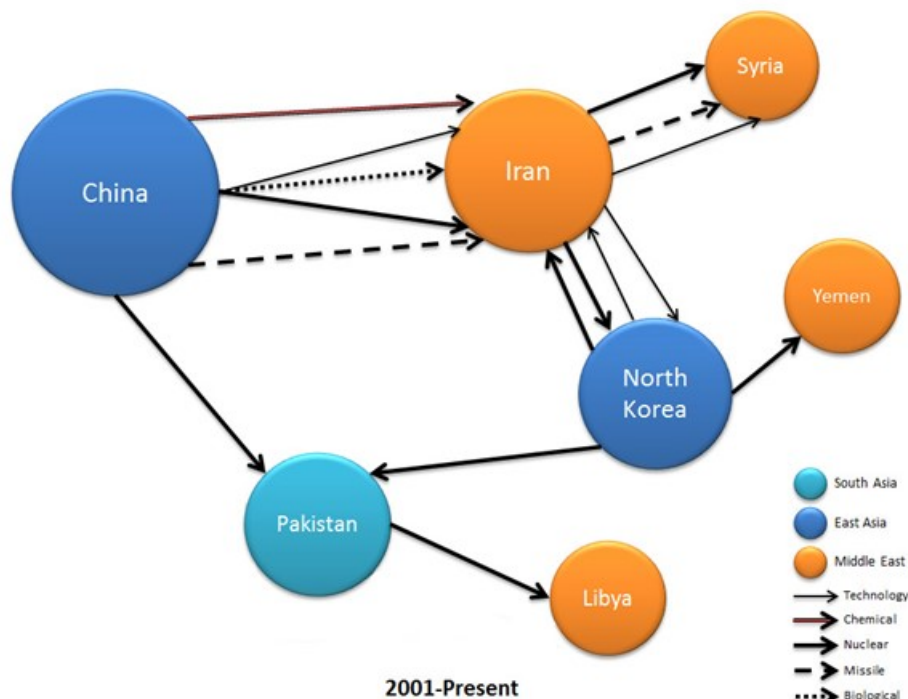 Syria
China
Iran
Yemen
North
Korea
Pakistan
Libya
South Asia
East Asia
Middle East
Technology
Chemical
Nuclear
Missile
Biological
2001-Present